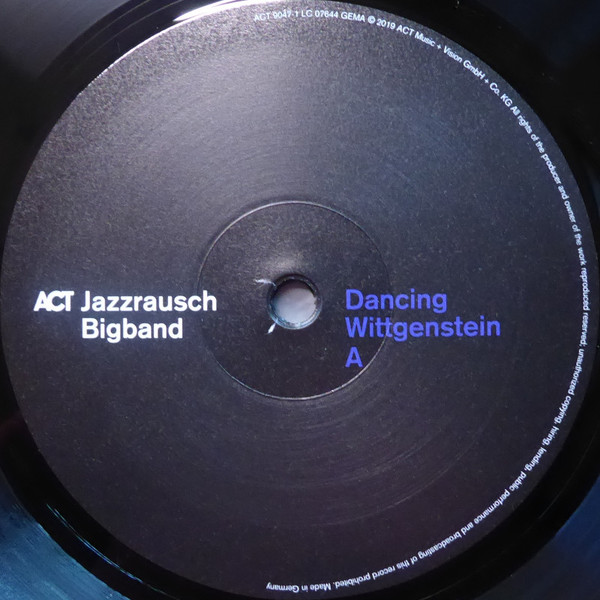 ACT 9047-1 LC 07644 GEMA © 2019 ACT Music + Vision GmbH + Co. KG All rights of the producer and owner of the work reproduced reserved; unauthorized copying, hiring, lending, public performance and broadcasting of this record prohibited. Made in Germany
ACT Jazzrausch
Bigband
Dancing
Wittgenstein
A